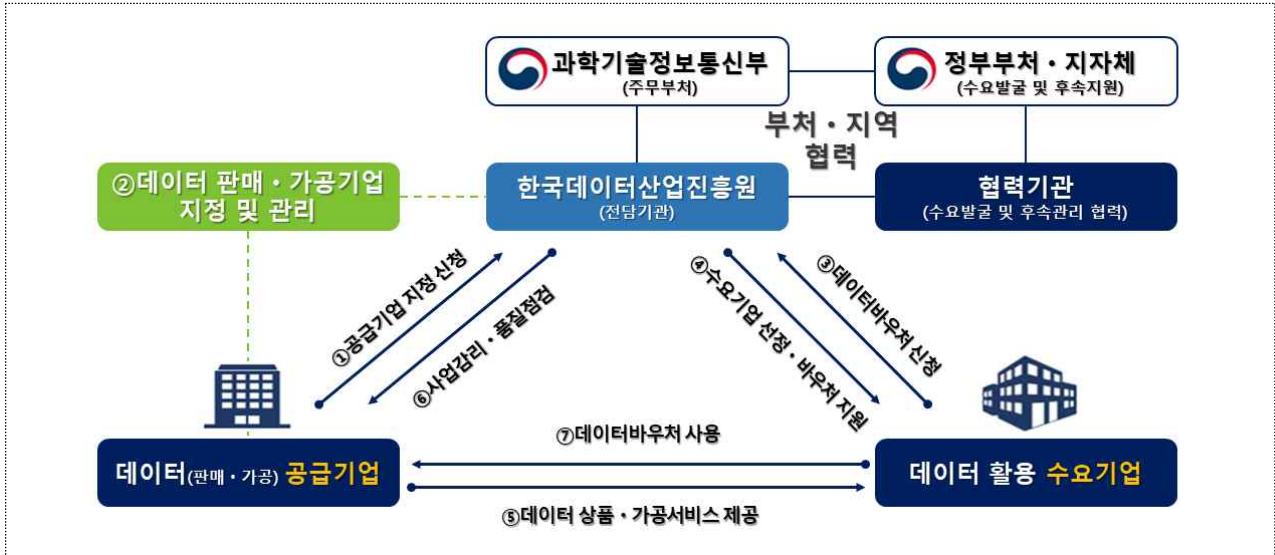 과학기술정보통신부
(주무부처)
정부부처・지자체
(수요발굴 및 후속지원)
부처・지역
협력
②데이터 판매・가공기업
지정 및 관리
한국데이터산업진흥원
(전담기관)
협력기관
(수요발굴 및 후속관리 협력)
①공급기업 지정 신청
⑥사업감리・품질점검
④수요기업 선정・바우처 지원
③데이터바우처 신청
⑦데이터바우처 사용
데이터(판매・가공) 공급기업
데이터 활용 수요기업
⑤데이터 상품・가공서비스 제공